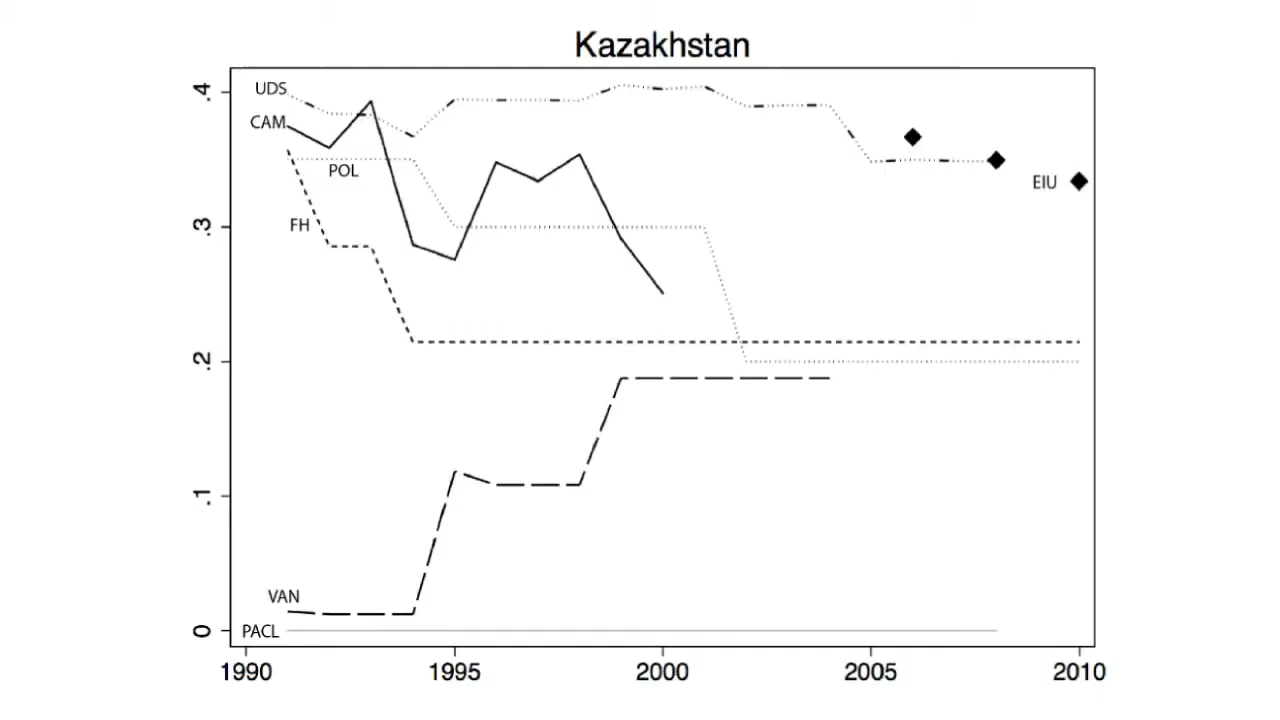 Kazakhstan
.4
.3
.2
.1
0
UDS
CAM
POL
FH
EIU
VAN
PACL
1990 1995 2000 2005 2010